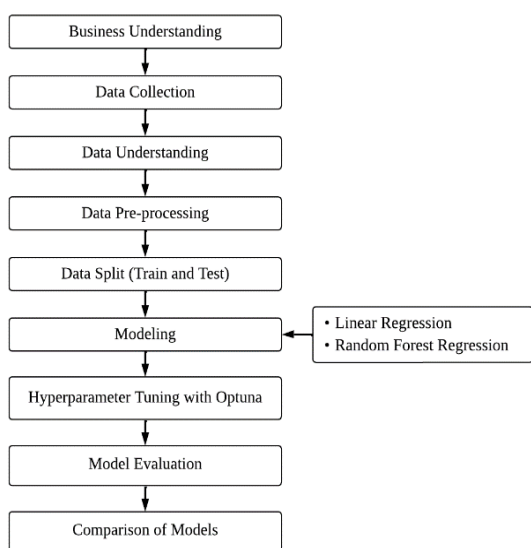 Business Understanding
Data Collection
Data Understanding
Data Pre-processing
Data Split (Train and Test)
Modeling
• Linear Regression
• Random Forest Regression
Hyperparameter Tuning with Optuna
Model Evaluation
Comparison of Models